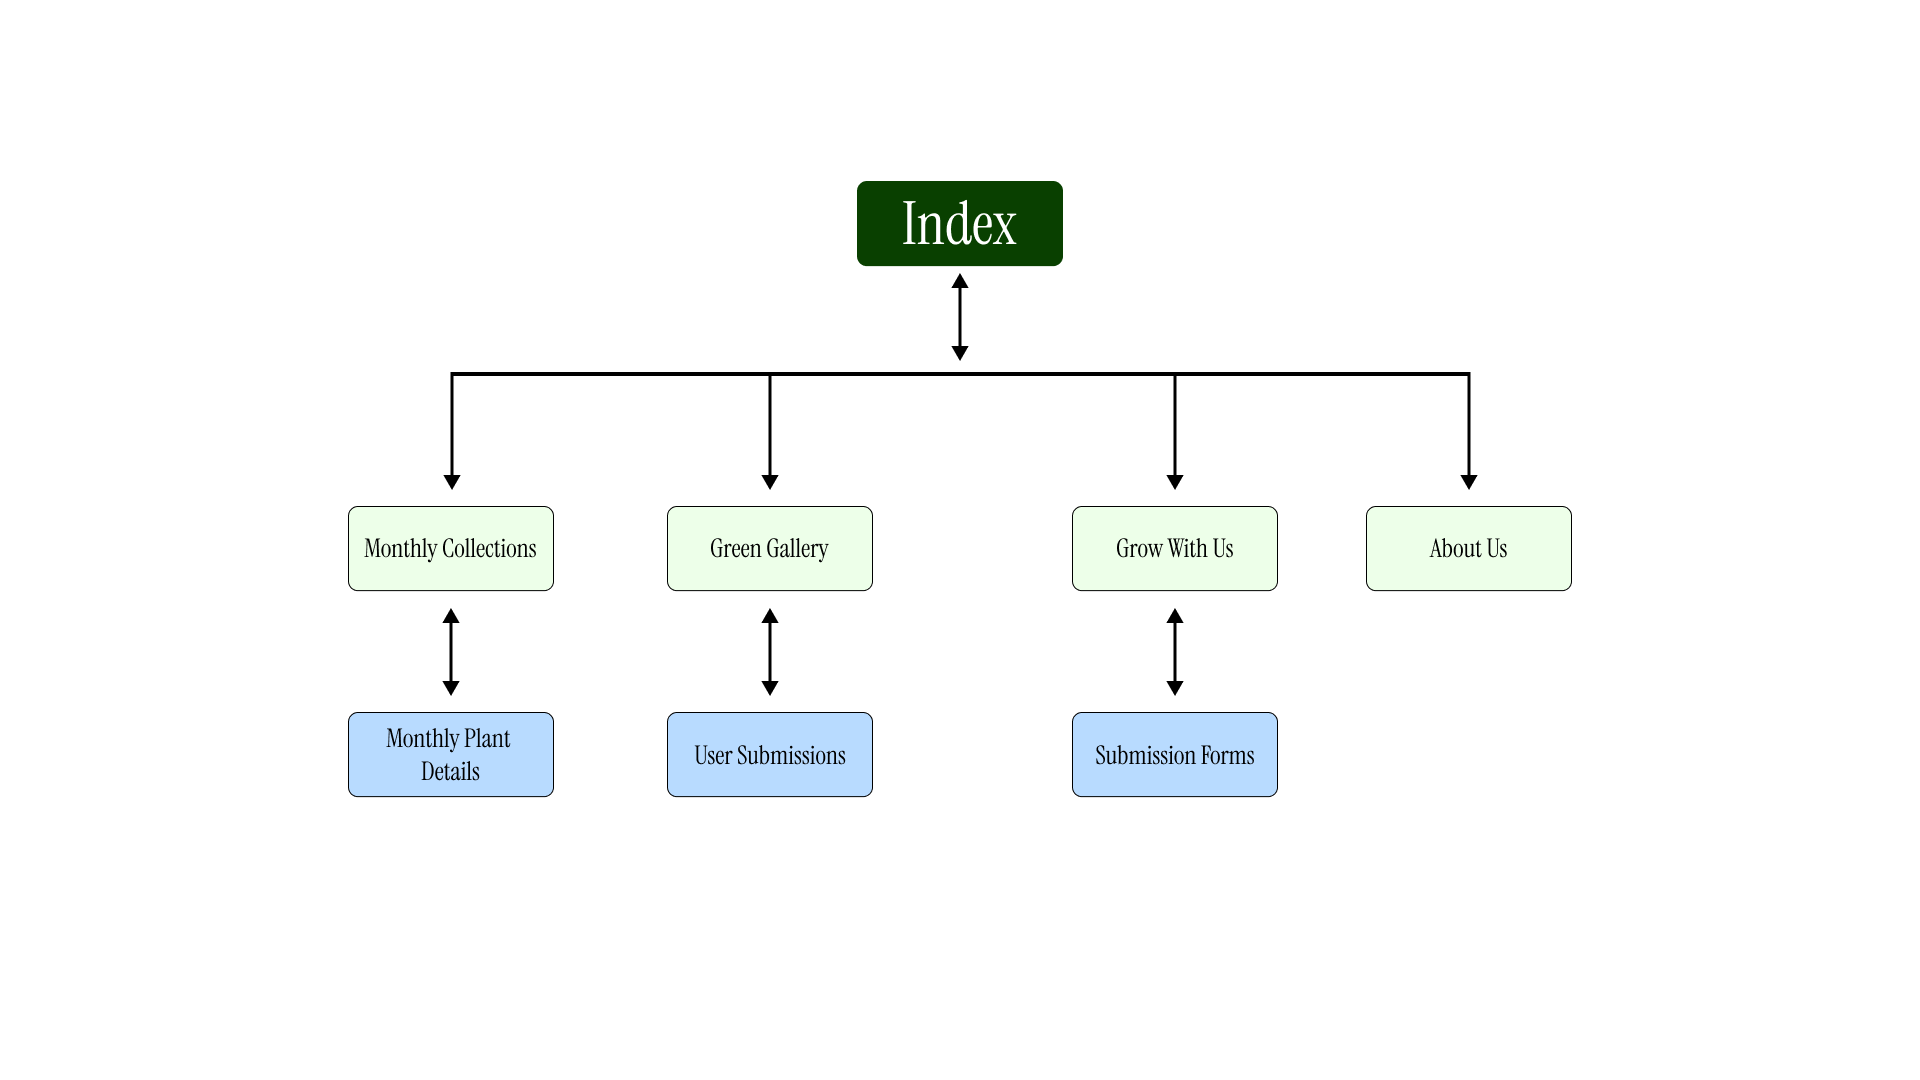 Index
Monthly Collections
Green Gallery
Grow With Us
About Us
Monthly Plant
Details
User Submissions
Submission Forms